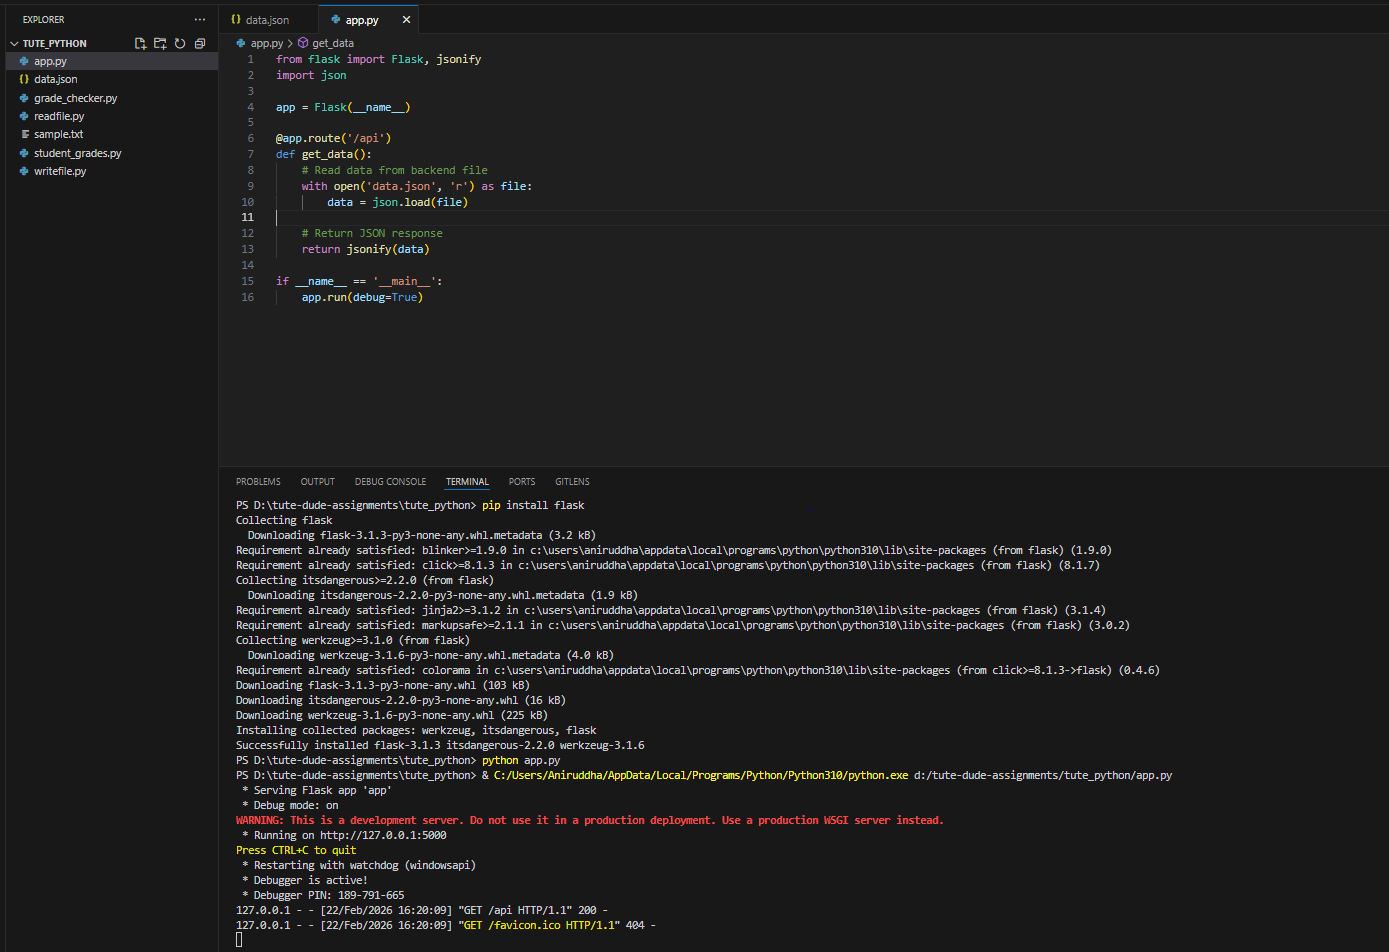 EXPLORER
...
TUTE_PYTHON
app.py
data.json
grade_checker.py
readfile.py
sample.txt
student_grades.py
writefile.py
{} data.json
app.py ×
app.py > get_data
1 from flask import Flask, jsonify
2 import json
3
4 app = Flask(__name__)
5
6 @app.route('/api')
7 def get_data():
8     # Read data from backend file
9     with open('data.json', 'r') as file:
10         data = json.load(file)
11
12     # Return JSON response
13     return jsonify(data)
14
15 if __name__ == '__main__':
16     app.run(debug=True)
PROBLEMS OUTPUT DEBUG CONSOLE TERMINAL PORTS GITLENS
PS D:\tute-dude-assignments\tute_python> pip install flask
Collecting flask
  Downloading flask-3.1.3-py3-none-any.whl.metadata (3.2 kB)
Requirement already satisfied: blinker>=1.9.0 in c:\users\aniruddha\appdata\local\programs\python\python310\lib\site-packages (from flask) (1.9.0)
Requirement already satisfied: click>=8.1.3 in c:\users\aniruddha\appdata\local\programs\python\python310\lib\site-packages (from flask) (8.1.7)
Collecting itsdangerous>=2.2.0 (from flask)
  Downloading itsdangerous-2.2.0-py3-none-any.whl.metadata (1.9 kB)
Requirement already satisfied: jinja2>=3.1.2 in c:\users\aniruddha\appdata\local\programs\python\python310\lib\site-packages (from flask) (3.1.4)
Requirement already satisfied: markupsafe>=2.1.1 in c:\users\aniruddha\appdata\local\programs\python\python310\lib\site-packages (from flask) (3.0.2)
Collecting werkzeug>=3.1.0 (from flask)
  Downloading werkzeug-3.1.6-py3-none-any.whl.metadata (4.0 kB)
Requirement already satisfied: colorama in c:\users\aniruddha\appdata\local\programs\python\python310\lib\site-packages (from click>=8.1.3->flask) (0.4.6)
Downloading flask-3.1.3-py3-none-any.whl (103 kB)
Downloading itsdangerous-2.2.0-py3-none-any.whl (16 kB)
Downloading werkzeug-3.1.6-py3-none-any.whl (225 kB)
Installing collected packages: werkzeug, itsdangerous, flask
Successfully installed flask-3.1.3 itsdangerous-2.2.0 werkzeug-3.1.6
PS D:\tute-dude-assignments\tute_python> python app.py
PS D:\tute-dude-assignments\tute_python> & C:/Users/Aniruddha/AppData/Local/Programs/Python/Python310/python.exe d:/tute-dude-assignments/tute_python/app.py
 * Serving Flask app 'app'
 * Debug mode: on
WARNING: This is a development server. Do not use it in a production deployment. Use a production WSGI server instead.
 * Running on http://127.0.0.1:5000
Press CTRL+C to quit
 * Restarting with watchdog (windowsapi)
 * Debugger is active!
 * Debugger PIN: 189-791-665
127.0.0.1 - - [22/Feb/2026 16:20:09] "GET /api HTTP/1.1" 200 -
127.0.0.1 - - [22/Feb/2026 16:20:09] "GET /favicon.ico HTTP/1.1" 404 -